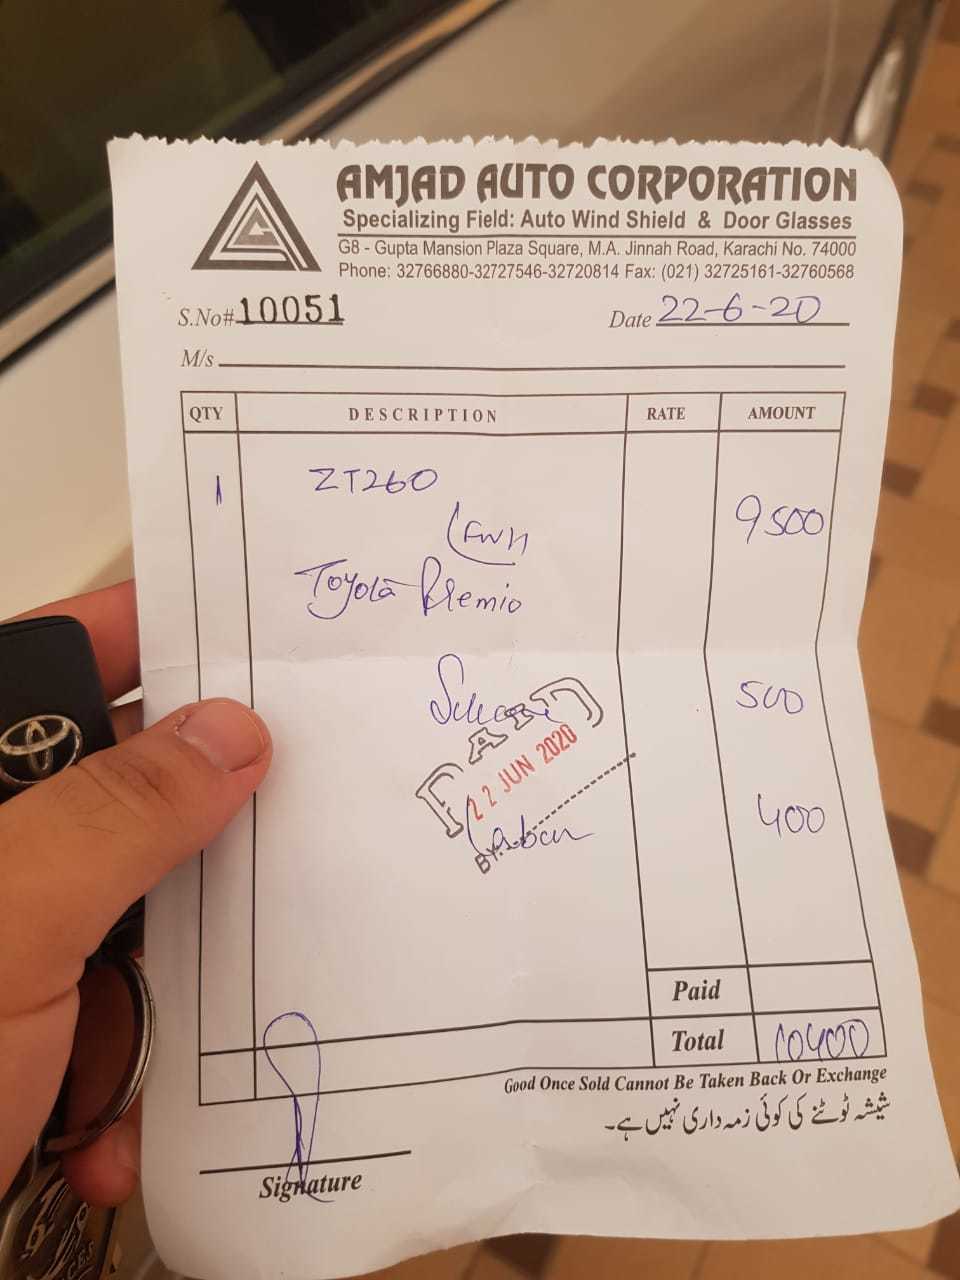 AMJAD AUTO CORPORATION
Specializing Field: Auto Wind Shield & Door Glasses
G8 - Gupta Mansion Plaza Square, M.A. Jinnah Road, Karachi No. 74000
Phone: 32766880-32727546-32720814 Fax: (021) 32725161-32760568
S.No# 10051 Date 22-6-20
M/s
QTY DESCRIPTION RATE AMOUNT
1 ZT260 9500
Toyota Premio
500
PAID
22 JUN 2020
400
BY:
Paid
Total 10400
Good Once Sold Cannot Be Taken Back Or Exchange
شیشہ ٹوٹنے کی کوئی زمہ داری نہیں ہے۔
Signature